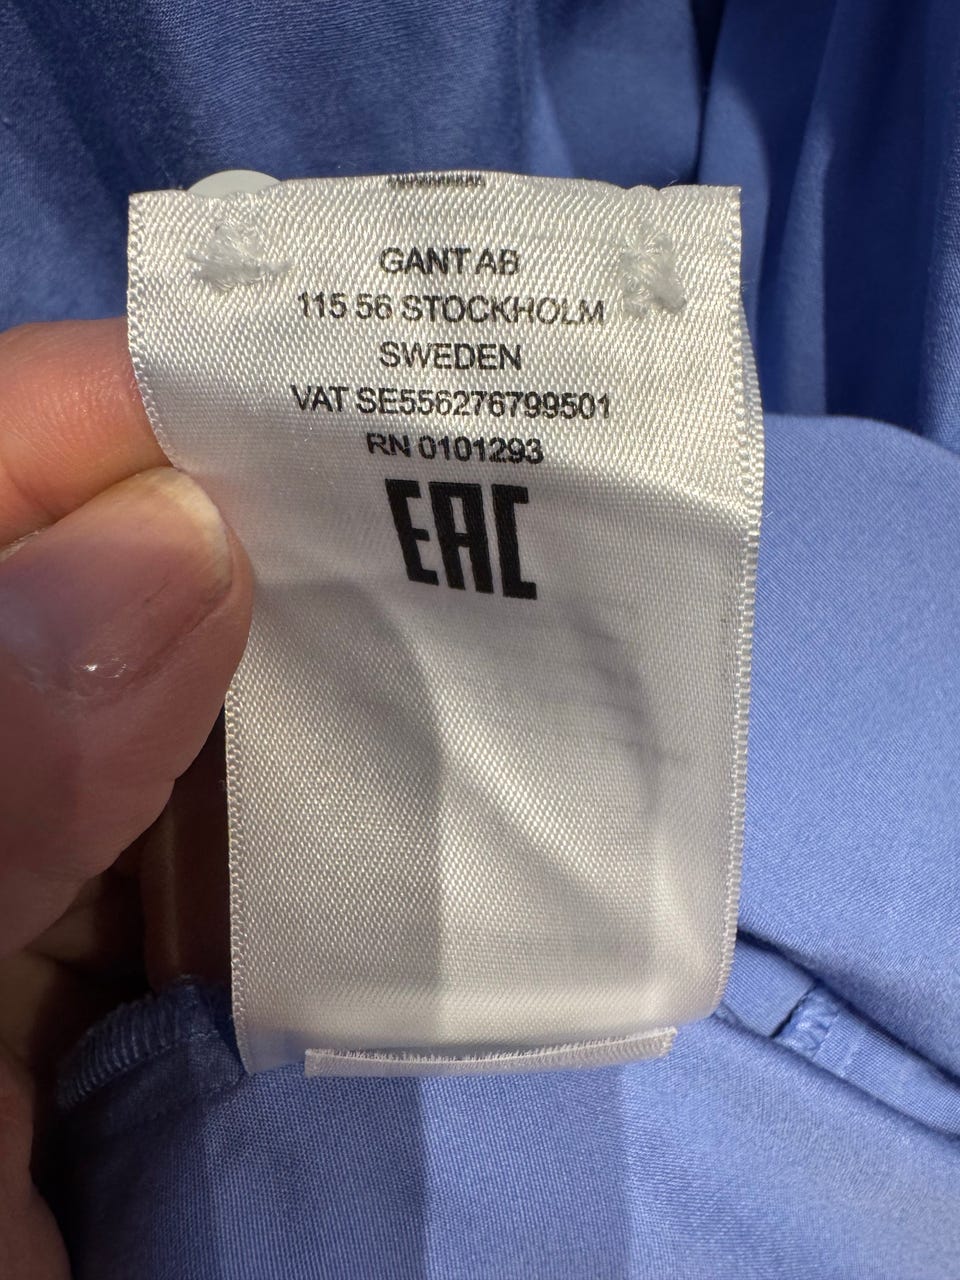 GANT AB
115 56 STOCKHOLM
SWEDEN
VAT SE556276799501
RN 0101293
EAC